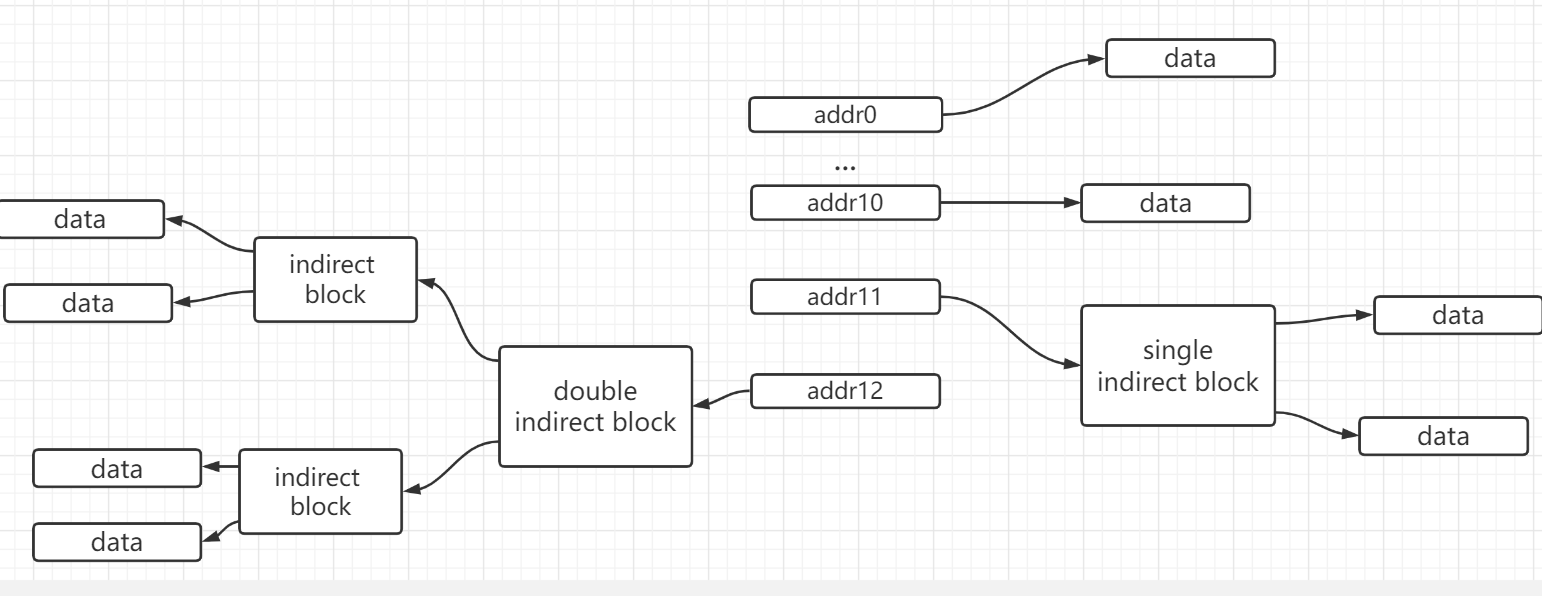 data
addr0
...
addr10
data
data
indirect
block
data
addr11
data
single
indirect block
double
indirect block
addr12
data
data
indirect
block
data